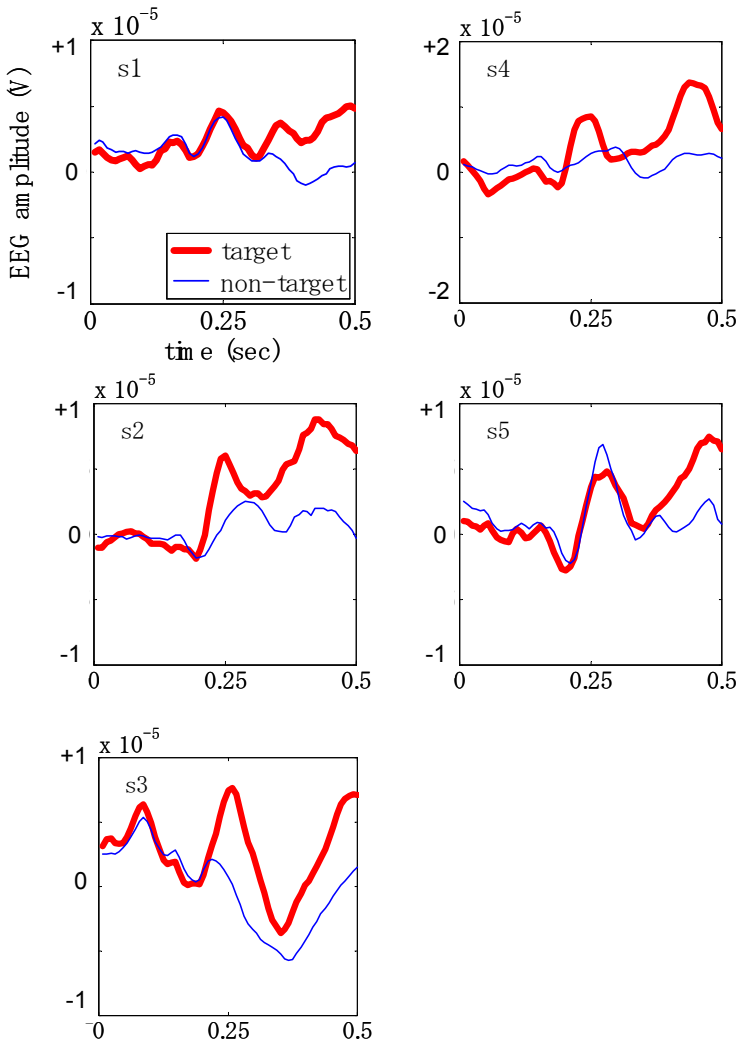 x 10⁻⁵
+1
s1
EEG amplitude (V)
0
target
non-target
-1
0 0.25 0.5
time (sec)
x 10⁻⁵
+2
s4
0
-2
0 0.25 0.5
x 10⁻⁵
+1
s2
0
-1
0 0.25 0.5
x 10⁻⁵
+1
s5
0
-1
0 0.25 0.5
x 10⁻⁵
+1
s3
0
-1
0 0.25 0.5